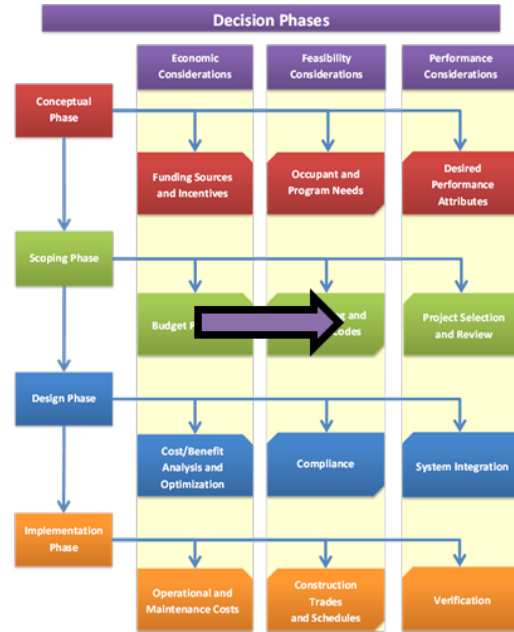 Decision Phases
Economic
Considerations
Feasibility
Considerations
Performance
Considerations
Conceptual
Phase
Funding Sources
and Incentives
Occupant and
Program Needs
Desired
Performance
Attributes
Scoping Phase
Budget
and
Project Selection
and Review
Design Phase
Cost/Benefit
Analysis and
Optimization
Compliance
System Integration
Implementation
Phase
Operational and
Maintenance Costs
Construction
Trades
and Schedules
Verification